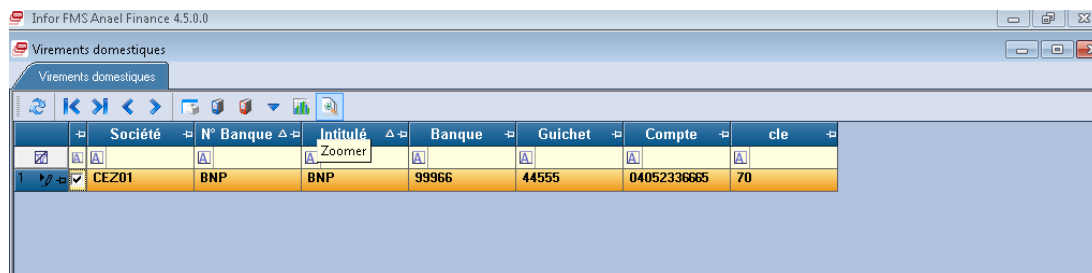 Infor FMS Anael Finance 4.5.0.0
Virements domestiques
Virements domestiques
Société N° Banque Intitulé Banque Guichet Compte cle
A A A A A A A A
Zoomer
1 CEZ01 BNP BNP 99966 44555 04052336665 70